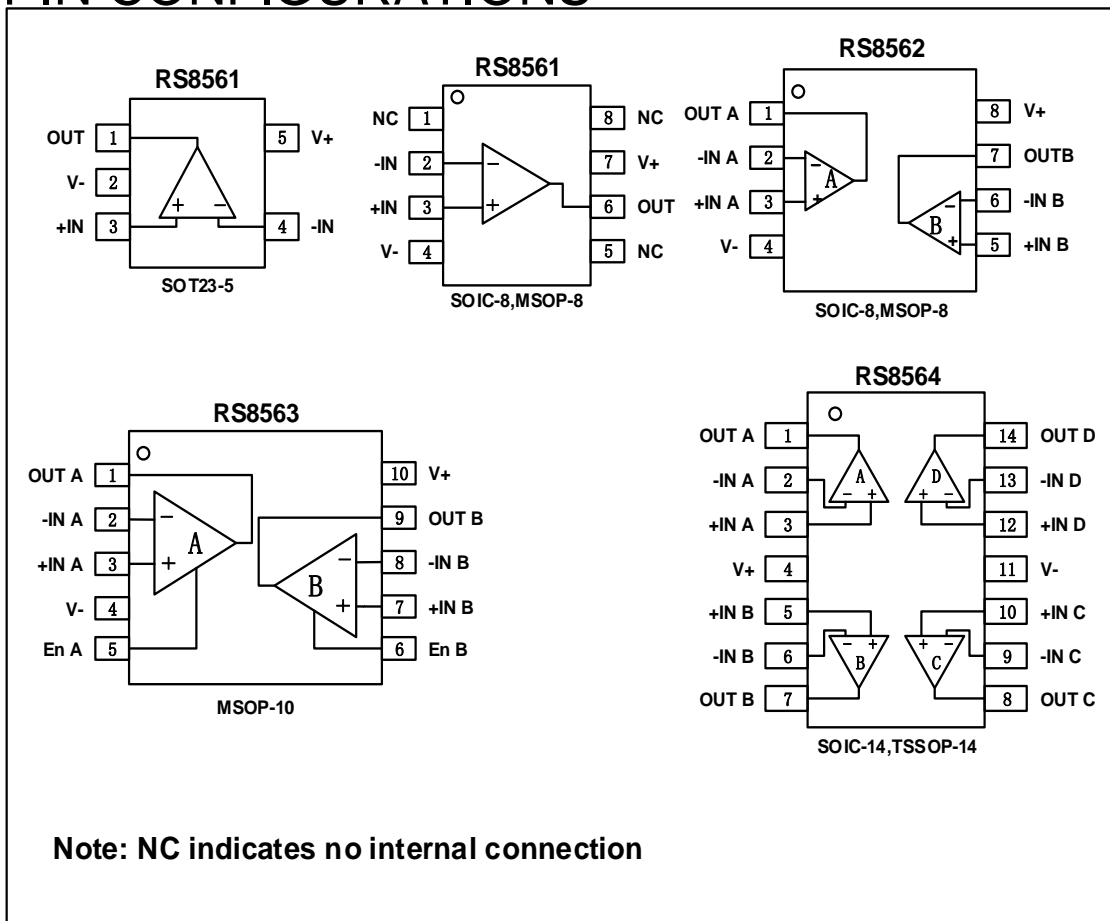 PIN CONFIGURATIONS
RS8561
OUT 1 5 V+
V- 2
+IN 3 4 -IN
+ −
SOT23-5
RS8561
NC 1 8 NC
-IN 2 − 7 V+
+IN 3 + 6 OUT
V- 4 5 NC
SOIC-8,MSOP-8
RS8562
OUT A 1 8 V+
-IN A 2 − 7 OUTB
A
+IN A 3 + − 6 -IN B
B
V- 4 + 5 +IN B
SOIC-8,MSOP-8
RS8563
OUT A 1 10 V+
-IN A 2 − 9 OUT B
A
+IN A 3 + − 8 -IN B
B
V- 4 + 7 +IN B
En A 5 6 En B
MSOP-10
RS8564
OUT A 1 14 OUT D
-IN A 2 A D 13 -IN D
− + + −
+IN A 3 12 +IN D
V+ 4 11 V-
+IN B 5 10 +IN C
− + + −
-IN B 6 B C 9 -IN C
OUT B 7 8 OUT C
SOIC-14,TSSOP-14
Note: NC indicates no internal connection